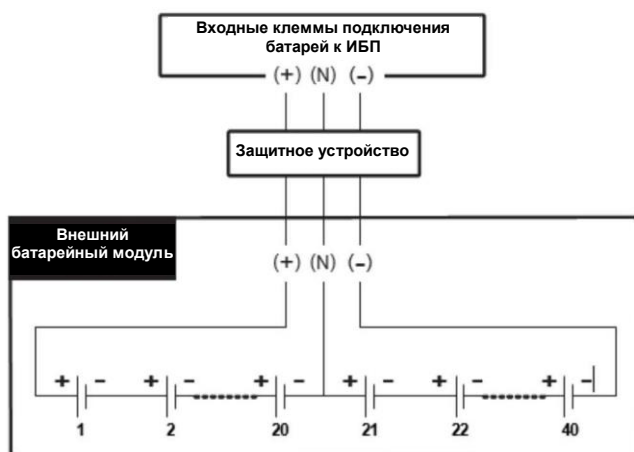 Входные клеммы подключения
батарей к ИБП
(+) (N) (-)
Защитное устройство
Внешний
батарейный модуль
(+) (N) (-)
+ - + - + - + - + - + -
1 2 20 21 22 40